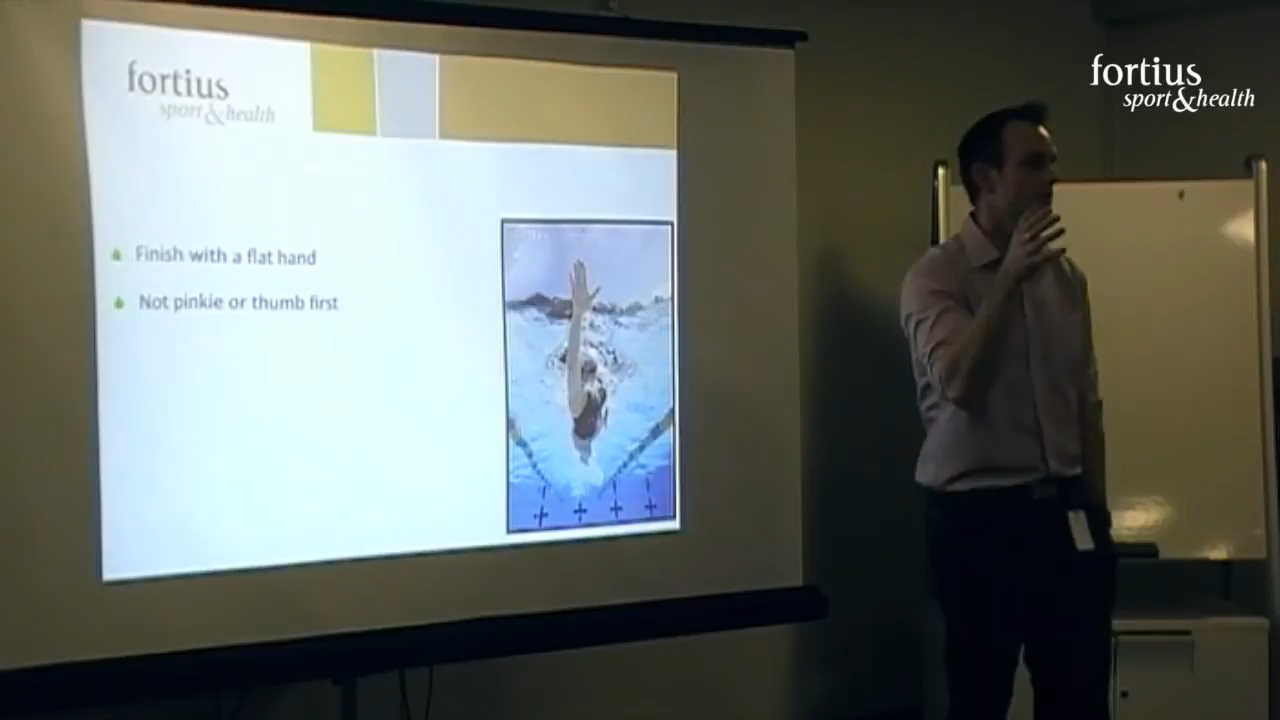 fortius
sport&health
Finish with a flat hand
Not pinkie or thumb first
fortius
sport&health